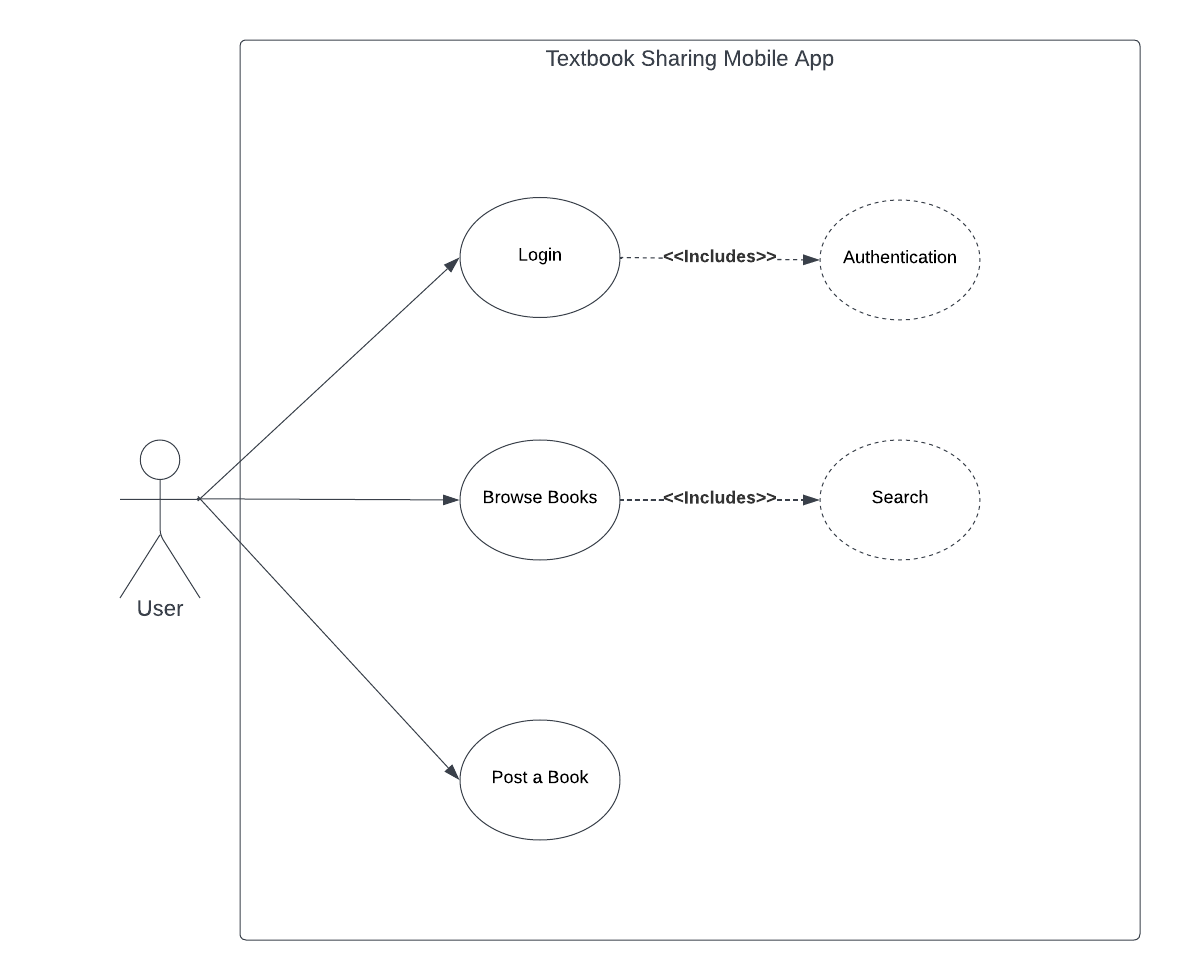 Textbook Sharing Mobile App
Login
<<Includes>>
Authentication
Browse Books
<<Includes>>
Search
User
Post a Book